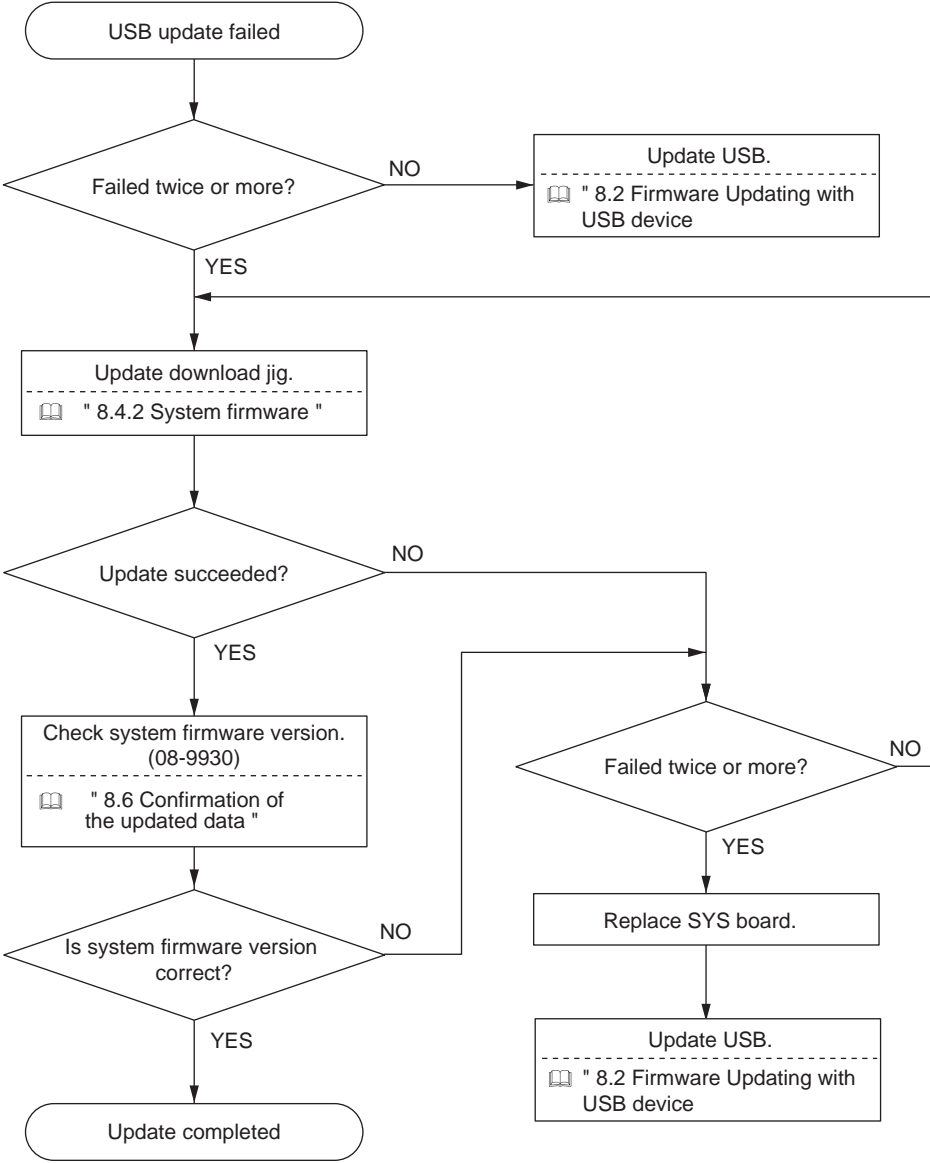 USB update failed
Failed twice or more?
NO
Update USB.
" 8.2 Firmware Updating with
USB device
YES
Update download jig.
" 8.4.2 System firmware "
Update succeeded?
NO
YES
Check system firmware version.
(08-9930)
" 8.6 Confirmation of
the updated data "
Failed twice or more?
NO
YES
Is system firmware version
correct?
NO
Replace SYS board.
YES
Update USB.
" 8.2 Firmware Updating with
USB device
Update completed